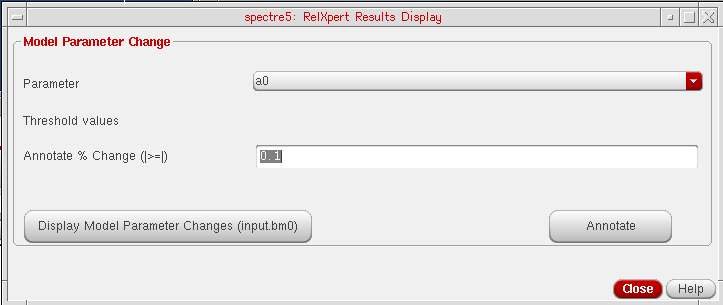 spectre5: RelXpert Results Display
Model Parameter Change
Parameter
a0
Threshold values
Annotate % Change (|>=|)
0.1
Display Model Parameter Changes (input.bm0)
Annotate
Close
Help